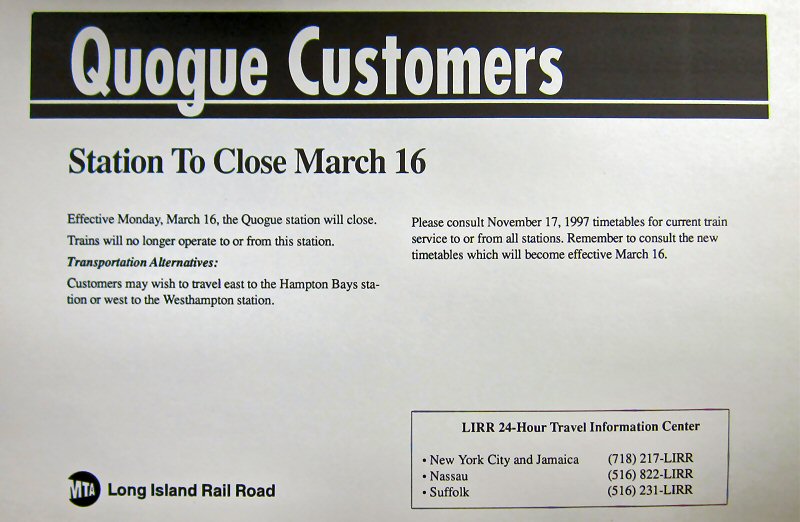 Quogue Customers
Station To Close March 16
Effective Monday, March 16, the Quogue station will close.
Trains will no longer operate to or from this station.
Transportation Alternatives:
Customers may wish to travel east to the Hampton Bays sta-
tion or west to the Westhampton station.
Please consult November 17, 1997 timetables for current train
service to or from all stations. Remember to consult the new
timetables which will become effective March 16.
LIRR 24-Hour Travel Information Center
• New York City and Jamaica (718) 217-LIRR
• Nassau (516) 822-LIRR
• Suffolk (516) 231-LIRR
MTA Long Island Rail Road